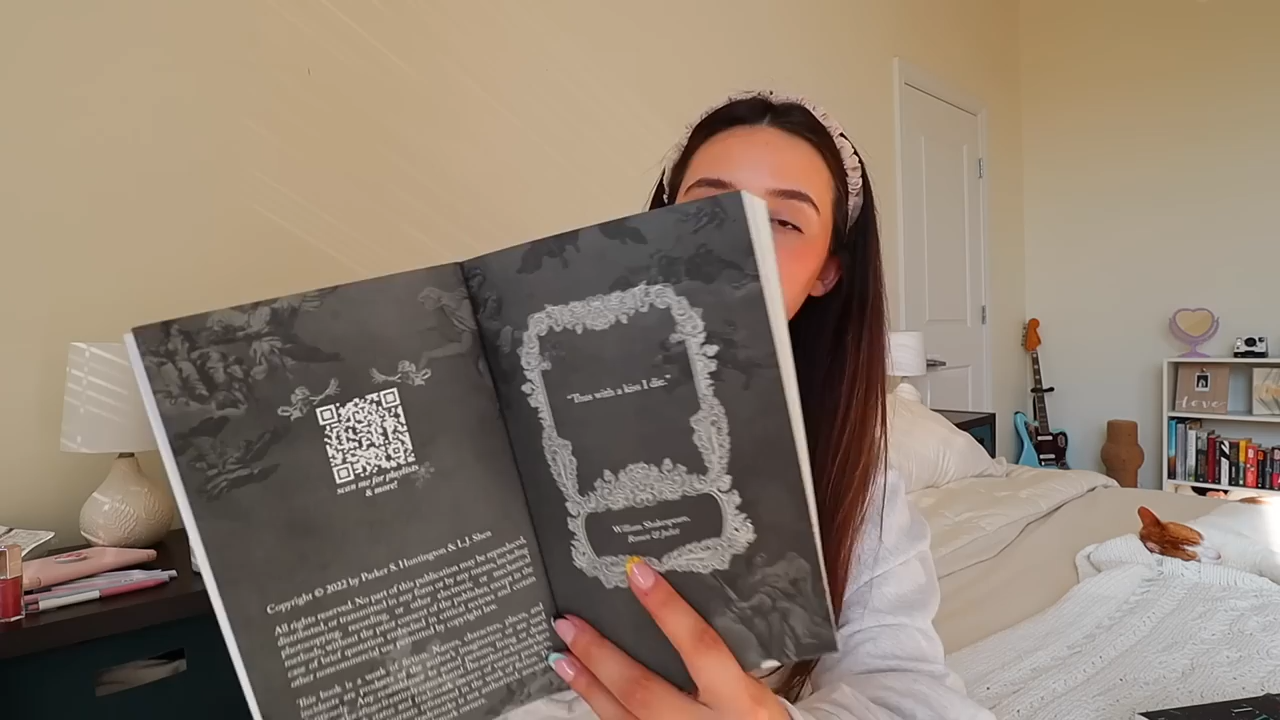 scan me for playlists
& more!
Copyright © 2022 by Parker S. Huntington & L.J. Shen
All rights reserved. No part of this publication may be reproduced,
distributed, or transmitted in any form or by any means, including
photocopying, recording, or other electronic or mechanical
methods, without the prior consent of the publisher, except in the
case of brief quotation embodied in critical reviews and certain
other noncommercial use permitted by copyright law.
This book is a work of fiction. Names, characters, places, and
incidents
"Thus with a kiss I die."
William Shakespeare,
Romeo & Juliet
love